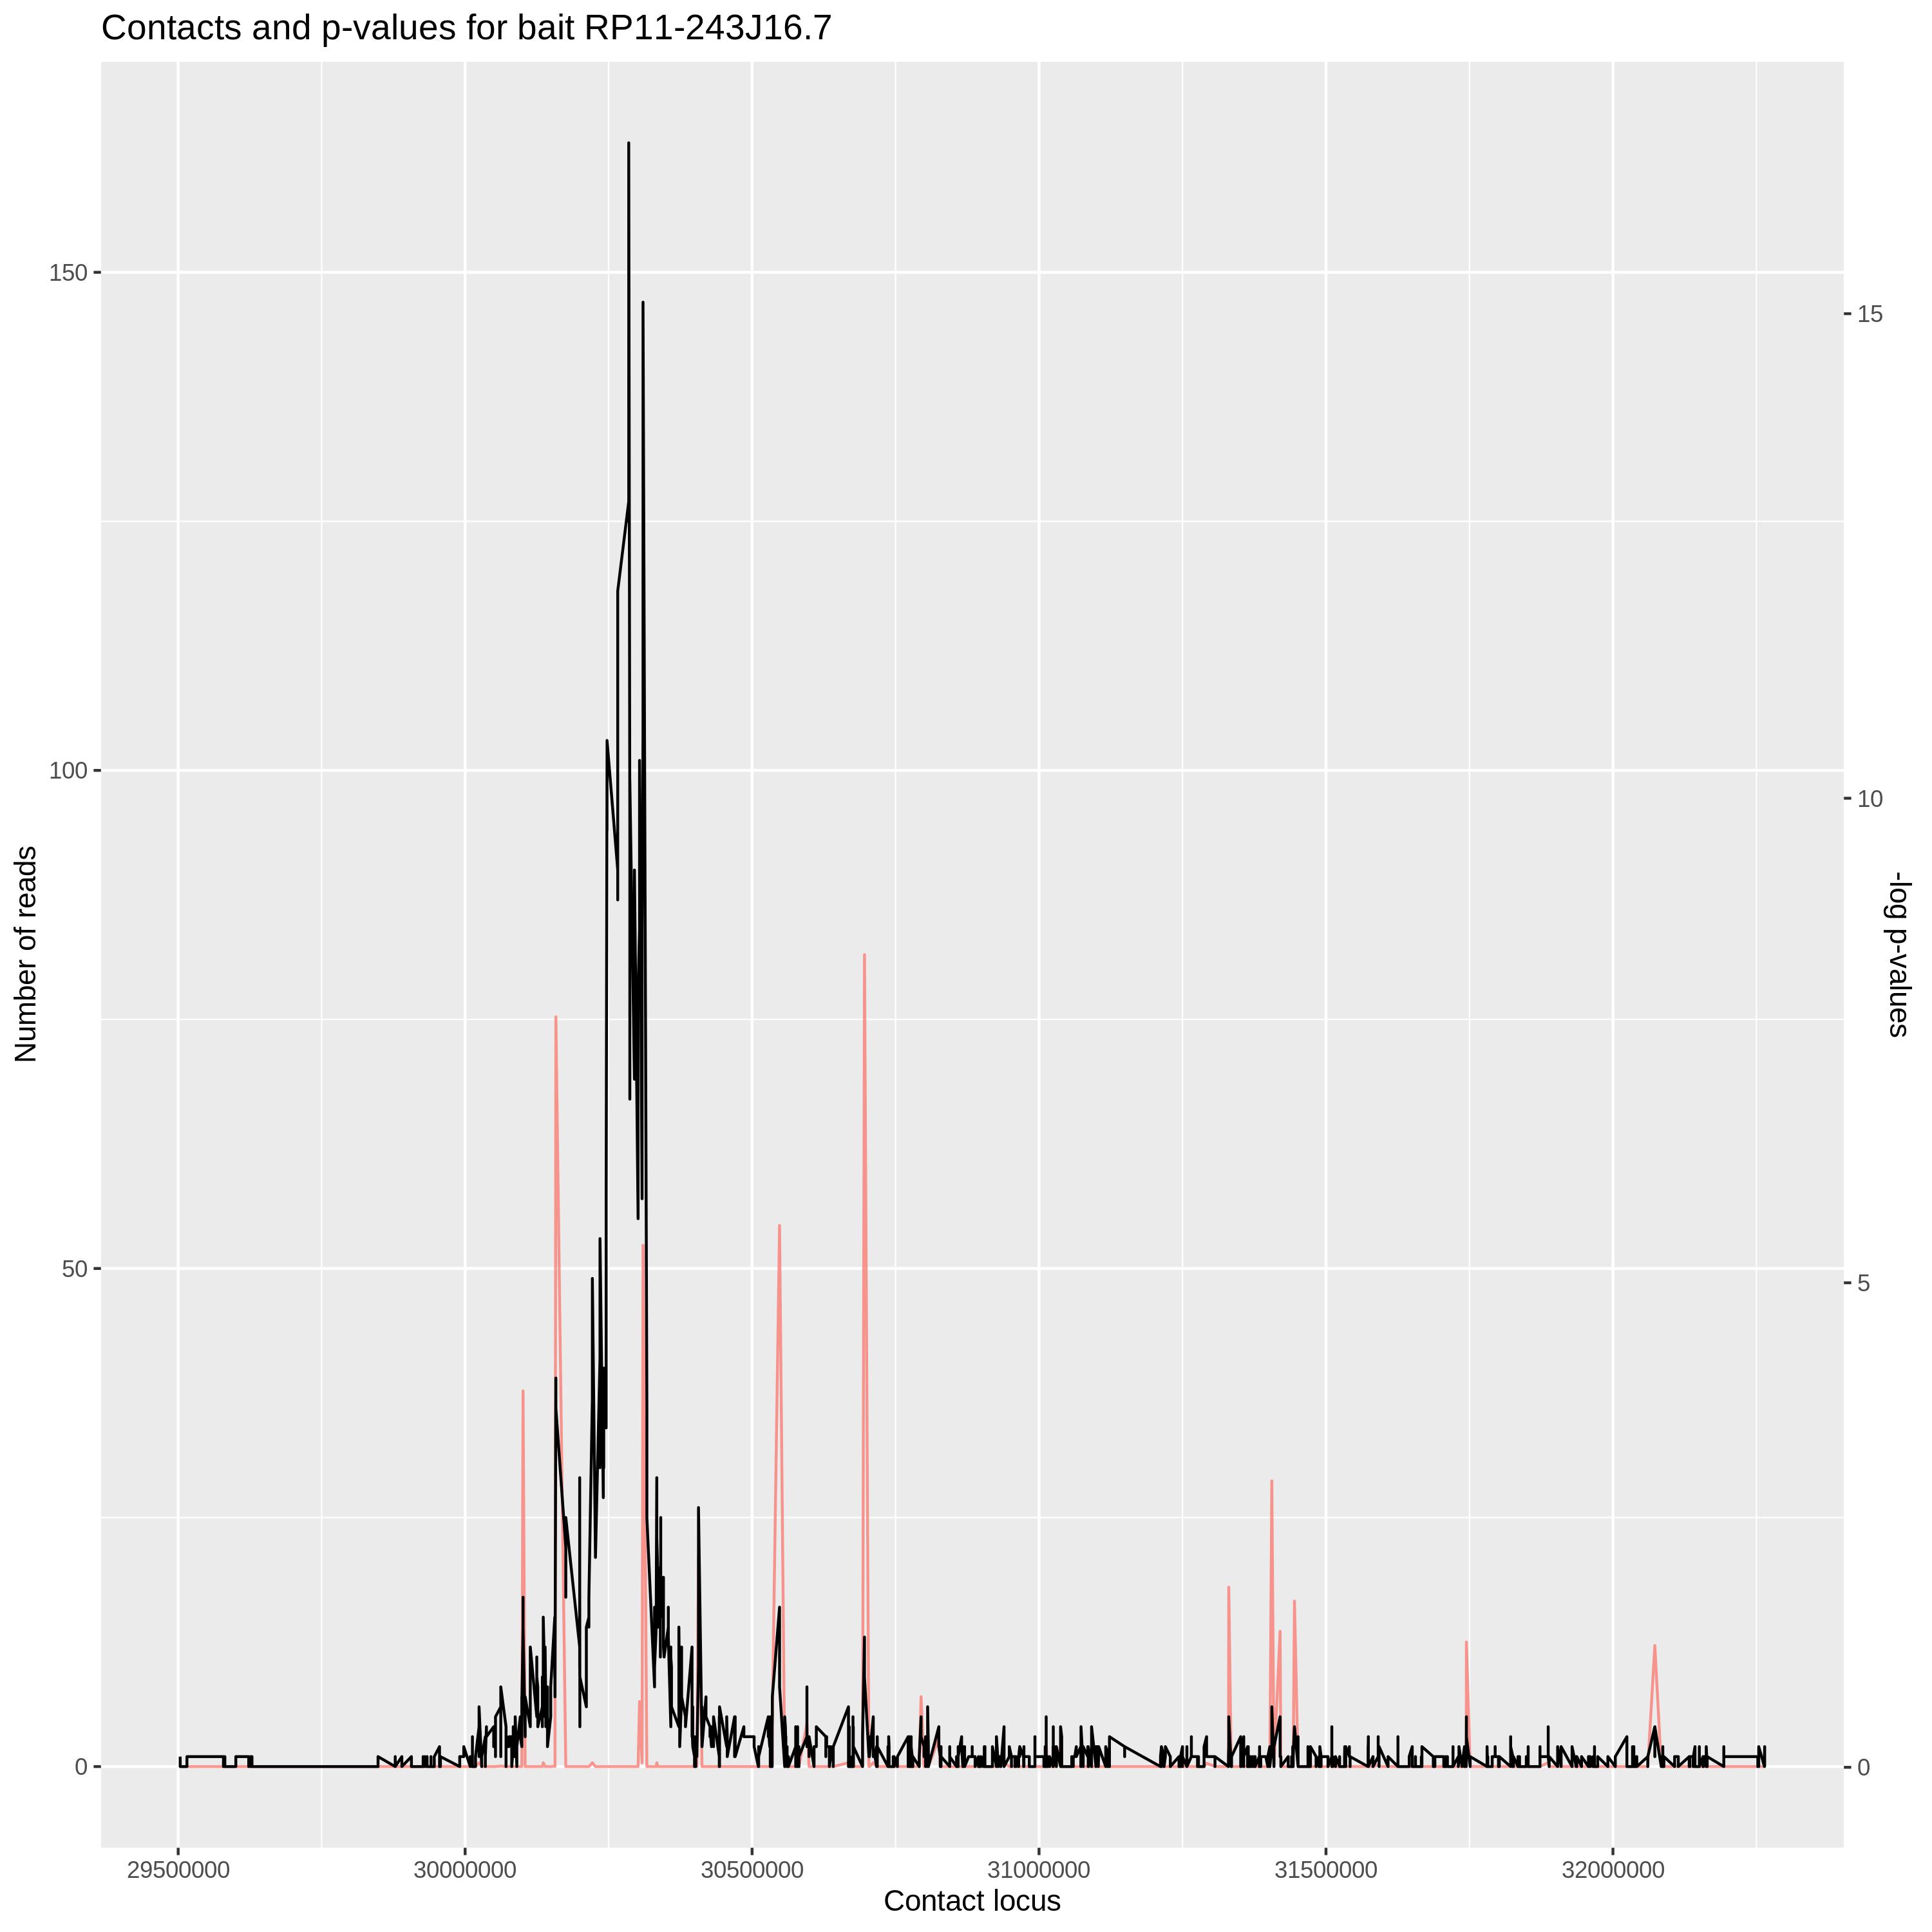 Contacts and p-values for bait RP11-243J16.7
150
100
50
0
15
10
5
0
Number of reads
-log p-values
29500000 30000000 30500000 31000000 31500000 32000000
Contact locus